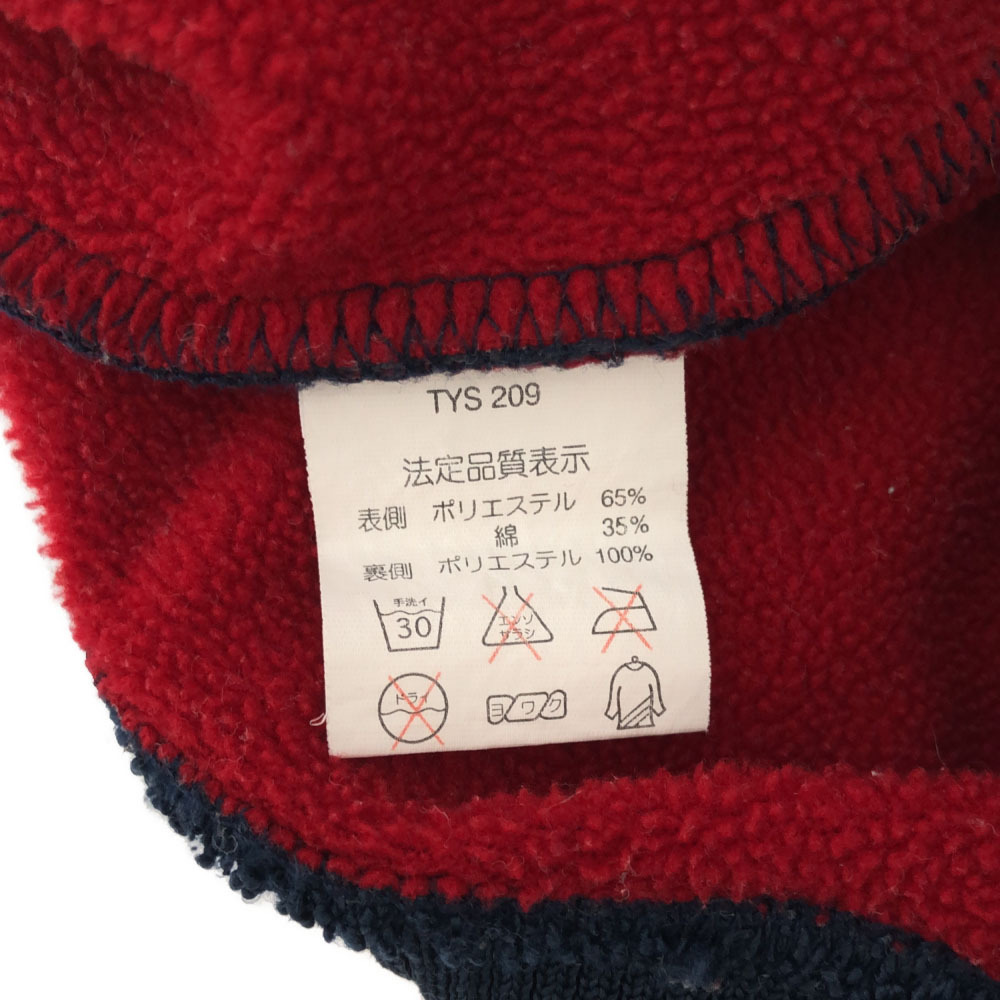 TYS 209
法定品質表示
表側 ポリエステル 65%
綿 35%
裏側 ポリエステル 100%
手洗イ
30
エンソ
サラシ
ドライ
ヨワク